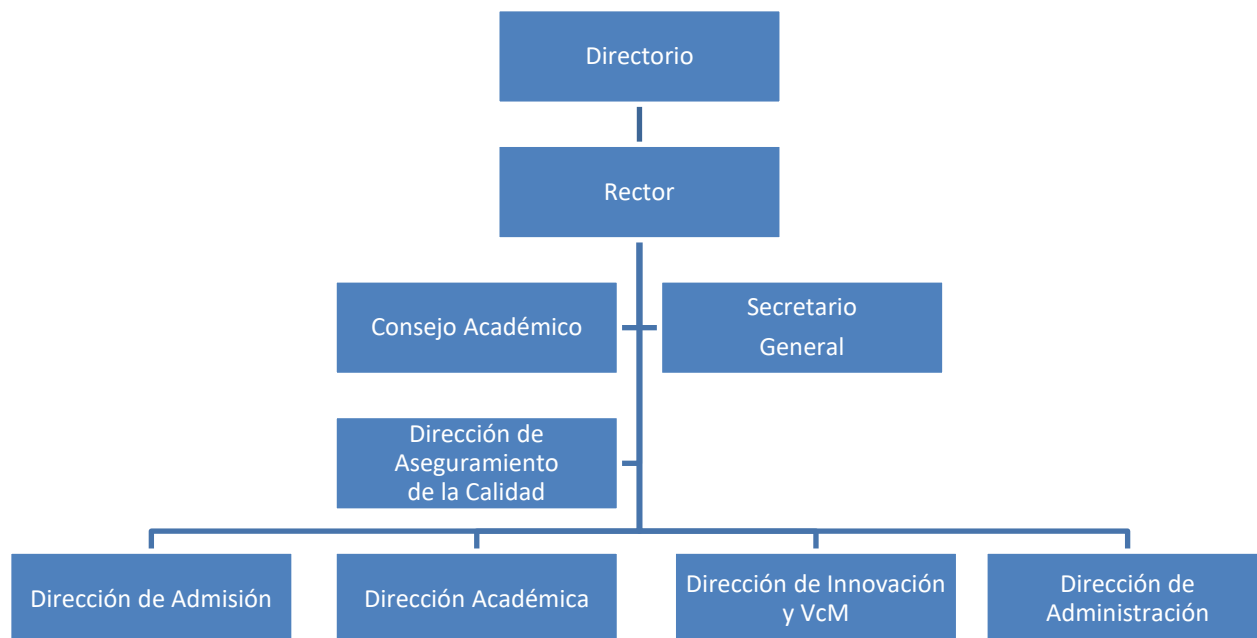 Directorio
Rector
Consejo Académico
Secretario
General
Dirección de
Aseguramiento
de la Calidad
Dirección de Admisión
Dirección Académica
Dirección de Innovación
y VcM
Dirección de
Administración